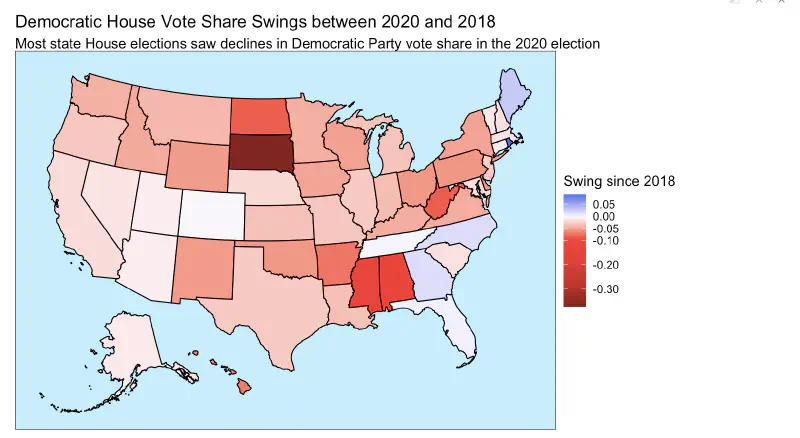 Democratic House Vote Share Swings between 2020 and 2018
Most state House elections saw declines in Democratic Party vote share in the 2020 election
Swing since 2018
0.05
0.00
-0.05
-0.10
-0.20
-0.30